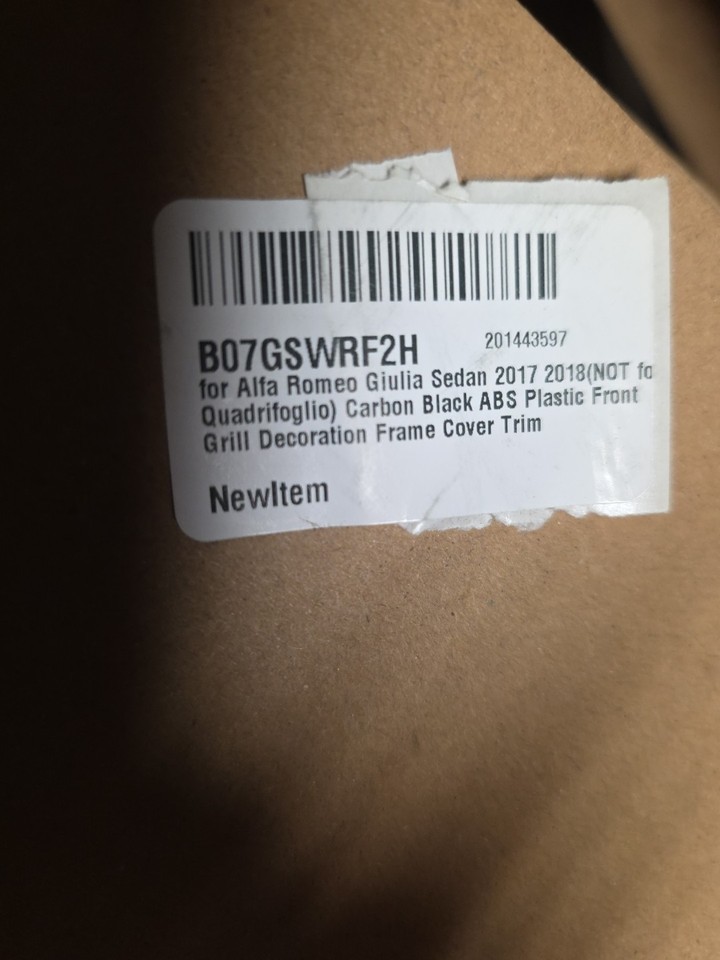 B07GSWRF2H
201443597
for Alfa Romeo Giulia Sedan 2017 2018(NOT fo
Quadrifoglio) Carbon Black ABS Plastic Front
Grill Decoration Frame Cover Trim
NewItem